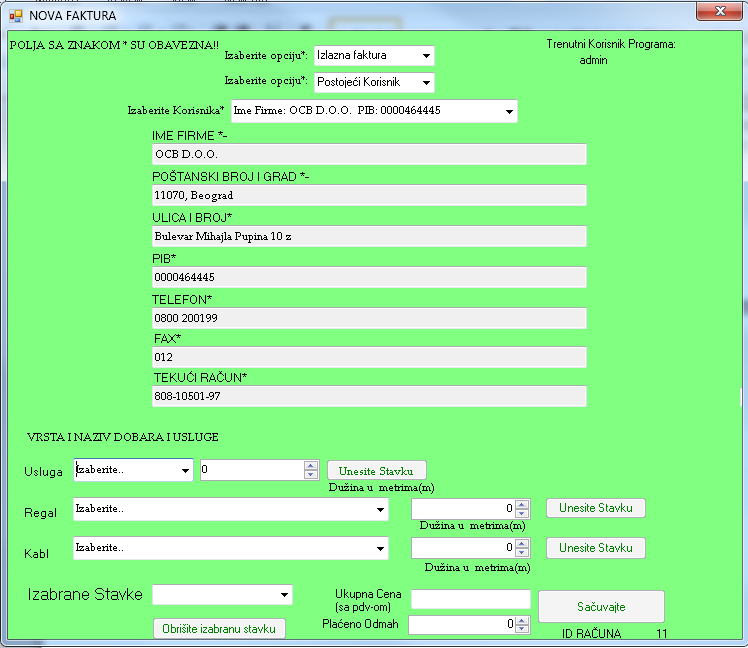 NOVA FAKTURA
POLJA SA ZNAKOM * SU OBAVEZNA!!
Trenutni Korisnik Programa:
admin
Izaberite opciju*: Izlazna faktura
Izaberite opciju*: Postojeći Korisnik
Izaberite Korisnika* Ime Firme: OCB D.O.O. PIB: 0000464445
IME FIRME *-
OCB D.O.O.
POŠTANSKI BROJ I GRAD *-
11070, Beograd
ULICA I BROJ*
Bulevar Mihajla Pupina 10 z
PIB*
0000464445
TELEFON*
0800 200199
FAX*
012
TEKUĆI RAČUN*
808-10501-97
VRSTA I NAZIV DOBARA I USLUGE
Usluga Izaberite.. 0 Unesite Stavku
Dužina u metrima(m)
Regal Izaberite.. 0 Unesite Stavku
Dužina u metrima(m)
Kabl Izaberite.. 0 Unesite Stavku
Dužina u metrima(m)
Izabrane Stavke
Ukupna Cena
(sa pdv-om)
Sačuvajte
Obrišite izabranu stavku
Plaćeno Odmah 0
ID RAČUNA 11